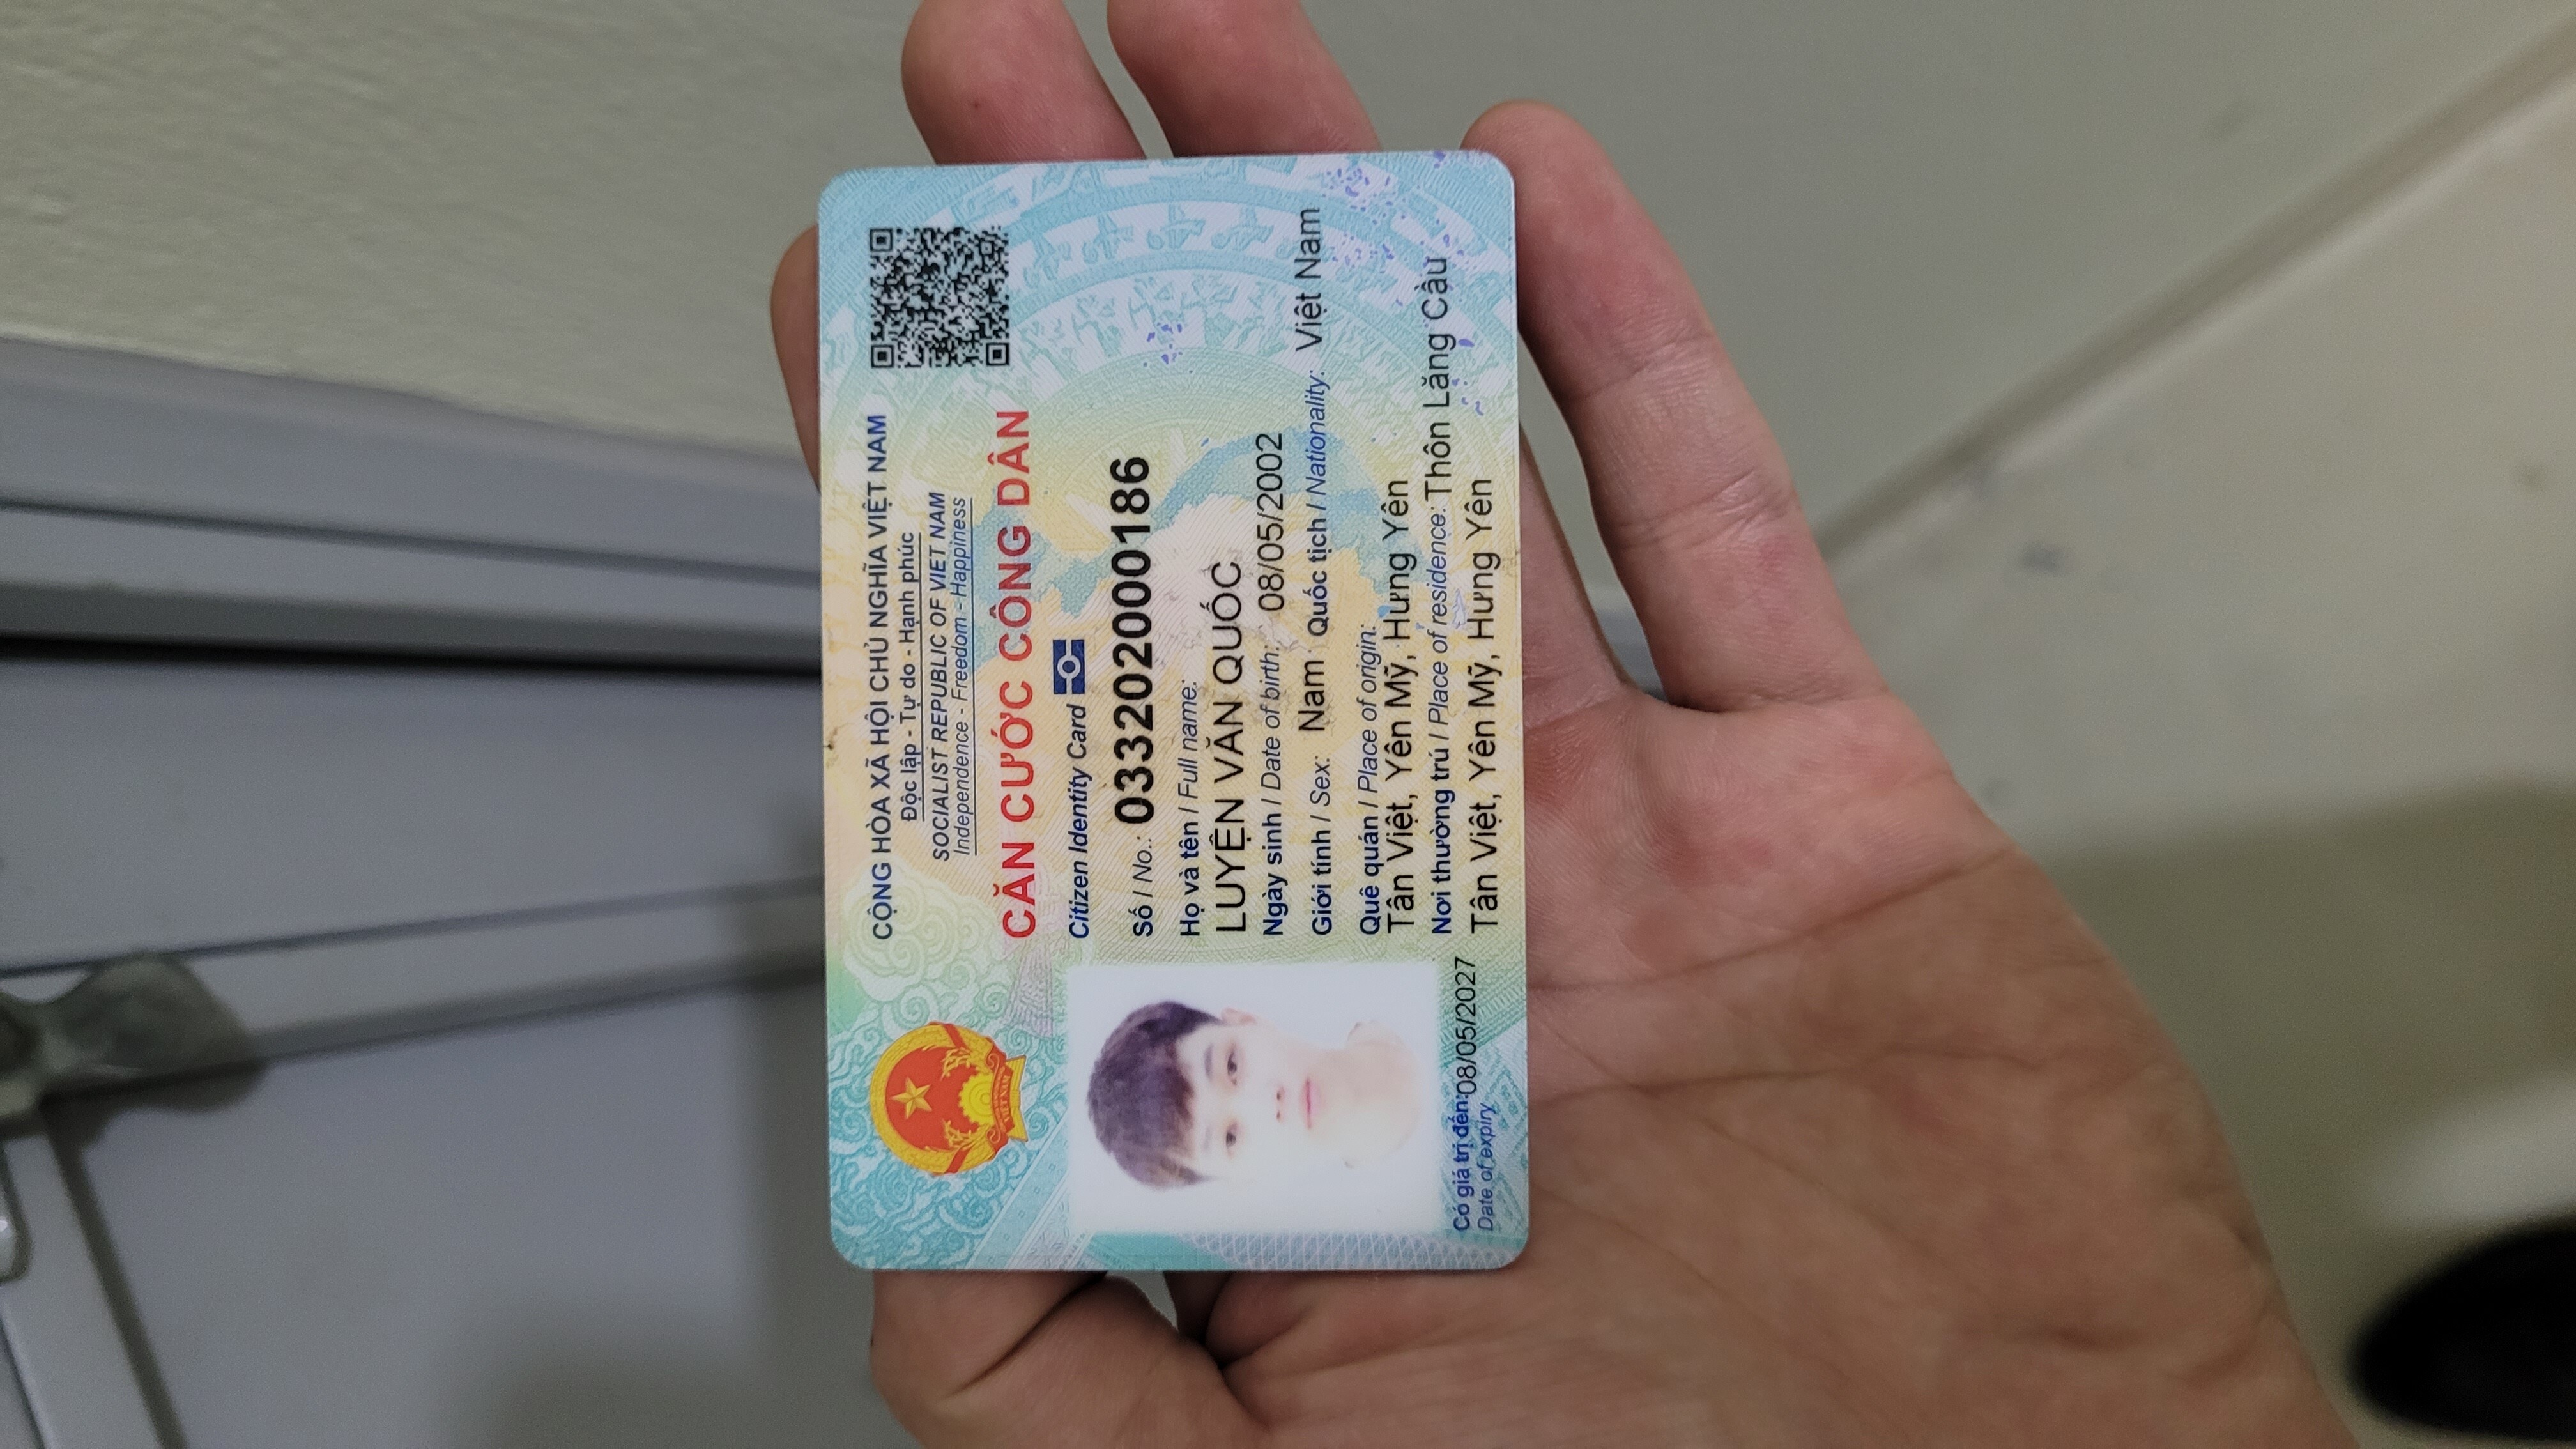 CỘNG HÒA XÃ HỘI CHỦ NGHĨA VIỆT NAM
Độc lập - Tự do - Hạnh phúc
SOCIALIST REPUBLIC OF VIET NAM
Independence - Freedom - Happiness
CĂN CƯỚC CÔNG DÂN
Citizen Identity Card
Số / No.: 033202000186
Họ và tên / Full name:
LUYỆN VĂN QUỐC
Ngày sinh / Date of birth: 08/05/2002
Giới tính / Sex: Nam Quốc tịch / Nationality: Việt Nam
Quê quán / Place of origin:
Tân Việt, Yên Mỹ, Hưng Yên
Nơi thường trú / Place of residence: Thôn Lãng Cầu
Tân Việt, Yên Mỹ, Hưng Yên
Có giá trị đến: 08/05/2027
Date of expiry